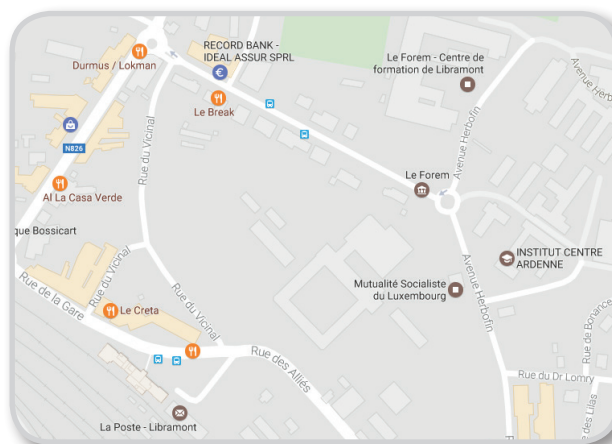 RECORD BANK -
IDEAL ASSUR SPRL
Durmus / Lokman
Le Forem - Centre de
formation de Libramont
Avenue Herbofin
Le Break
Rue du Vicinal
Avenue Herbofin
N826
Le Forem
Al La Casa Verde
que Bossicart
INSTITUT CENTRE
ARDENNE
Rue du Vicinal
Mutualité Socialiste
du Luxembourg
Avenue Herbofin
Rue de la Gare
Le Creta
Rue du Vicinal
Rue de Bonance
Rue des Alliés
Rue du Dr Lomry
e des Lilas
La Poste - Libramont